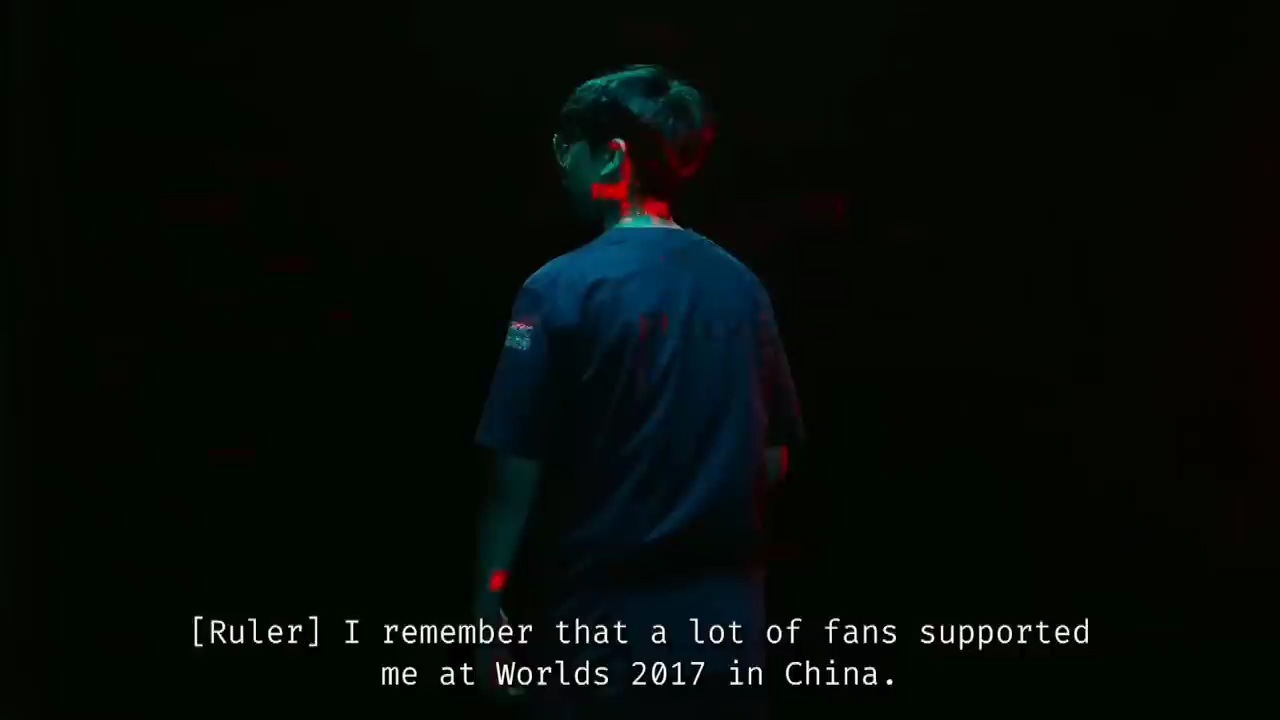 [Ruler] I remember that a lot of fans supported
me at Worlds 2017 in China.